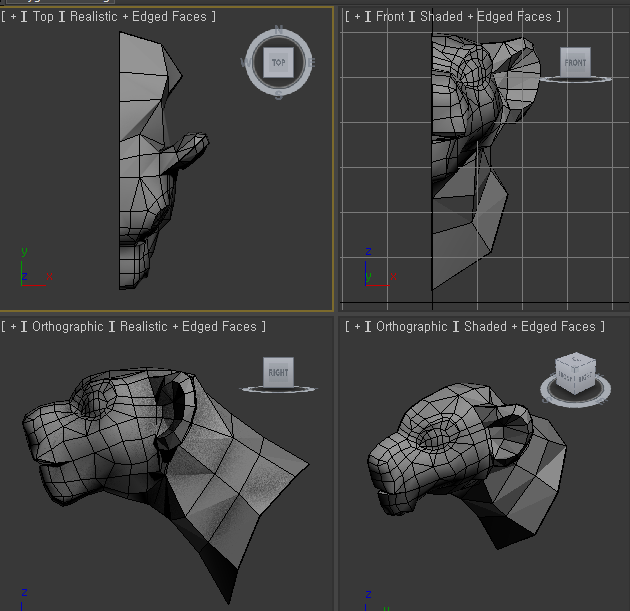 [ + ] Top ] Realistic + Edged Faces ]
N
W
TOP
E
S
y
z
[ + ] Front ] Shaded + Edged Faces ]
FRONT
z
y
[ + ] Orthographic ] Realistic + Edged Faces ]
RIGHT
z
[ + ] Orthographic ] Shaded + Edged Faces ]
z
y